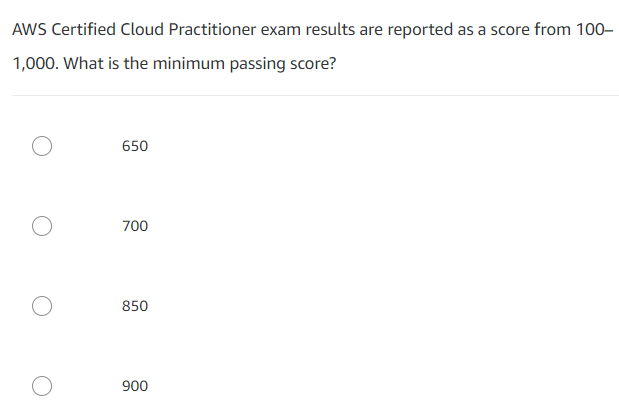 AWS Certified Cloud Practitioner exam results are reported as a score from 100–
1,000. What is the minimum passing score?
650
700
850
900